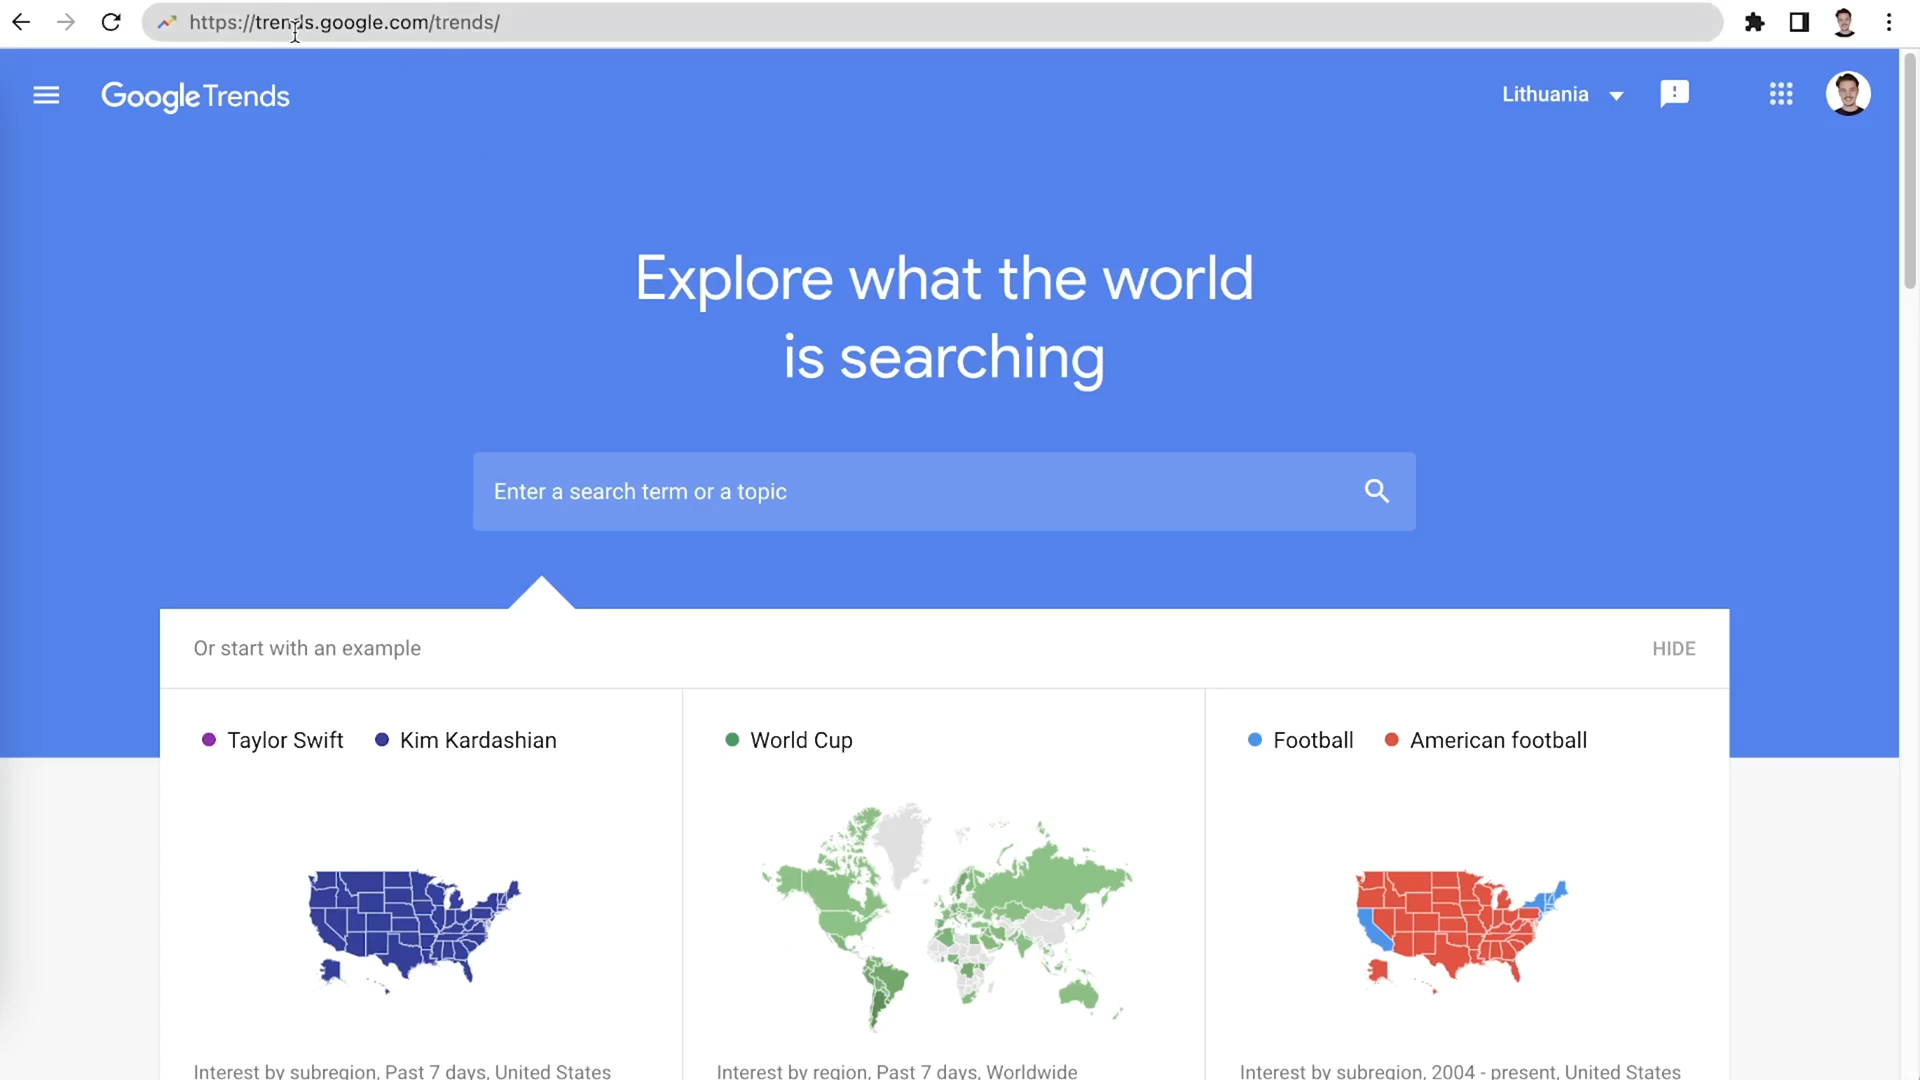 https://trends.google.com/trends/
Google Trends
Lithuania
Explore what the world
is searching
Enter a search term or a topic
Or start with an example
HIDE
Taylor Swift
Kim Kardashian
World Cup
Football
American football
Interest by subregion, Past 7 days, United States
Interest by region, Past 7 days, Worldwide
Interest by subregion, 2004 - present, United States